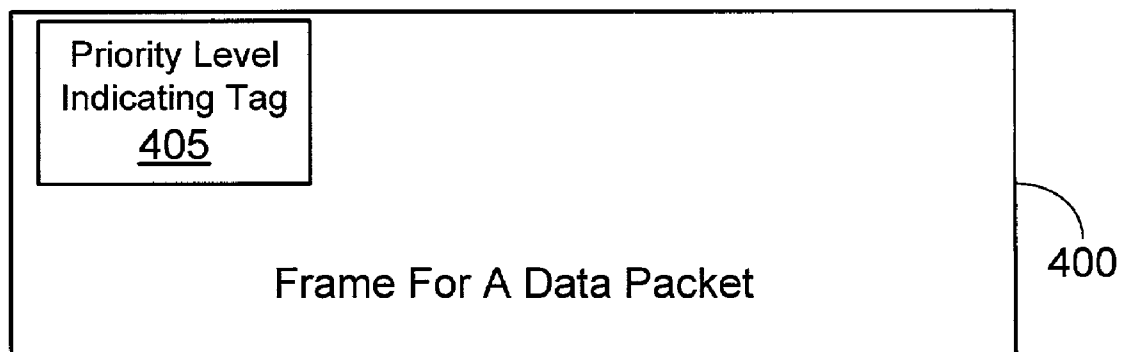 Priority Level
Indicating Tag
405
Frame For A Data Packet
400